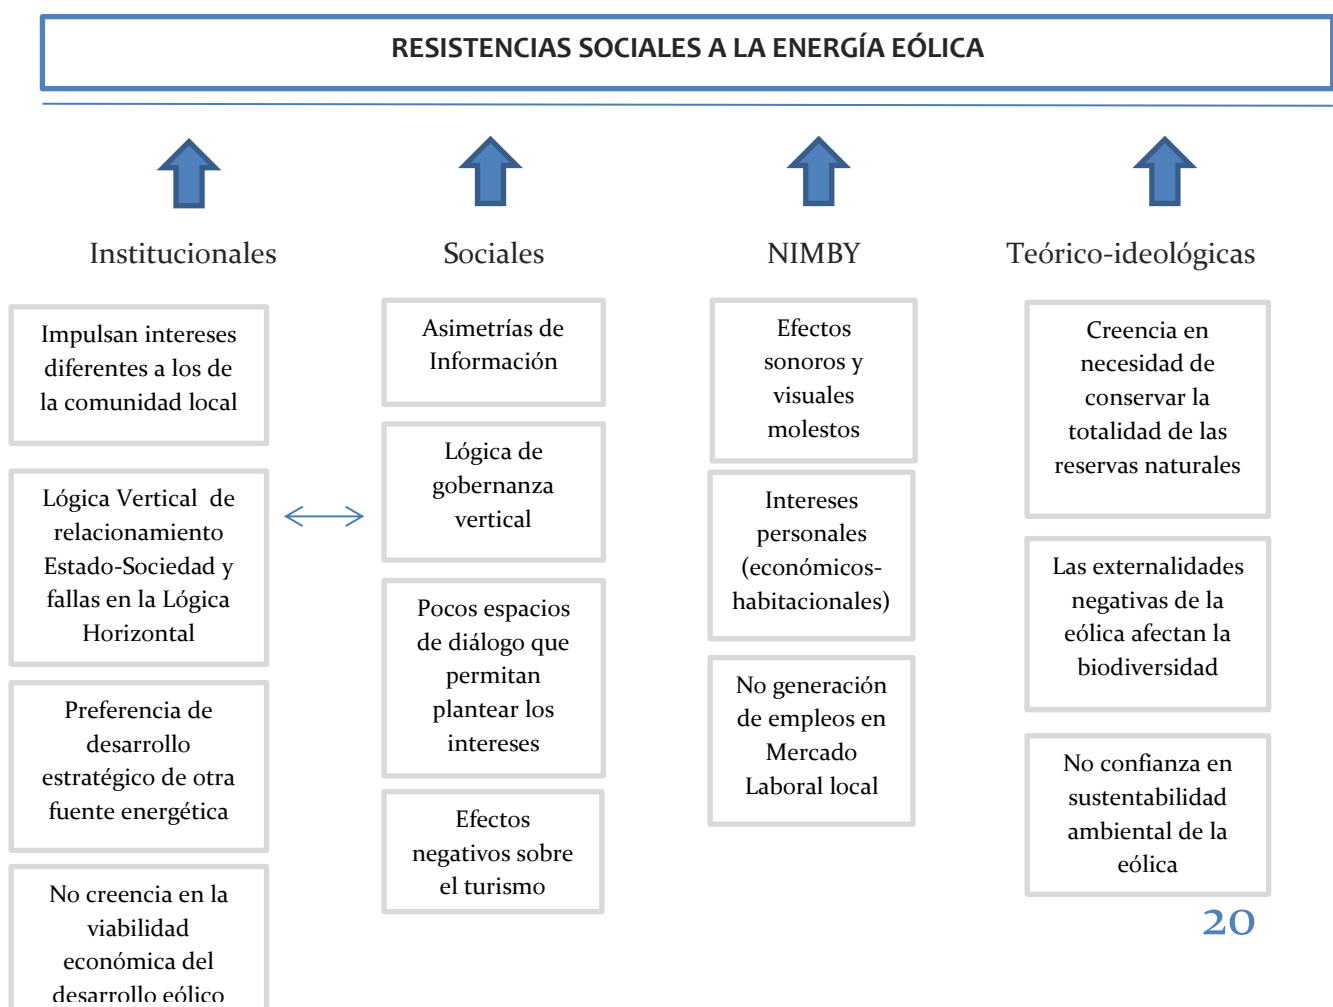 RESISTENCIAS SOCIALES A LA ENERGÍA EÓLICA
Institucionales
Impulsan intereses
diferentes a los de
la comunidad local
Lógica Vertical de
relacionamiento
Estado-Sociedad y
fallas en la Lógica
Horizontal
Preferencia de
desarrollo
estratégico de otra
fuente energética
No creencia en la
viabilidad
económica del
desarrollo eólico
Sociales
Asimetrías de
Información
Lógica de
gobernanza
vertical
Pocos espacios
de diálogo que
permitan
plantear los
intereses
Efectos
negativos sobre
el turismo
NIMBY
Efectos
sonoros y
visuales
molestos
Intereses
personales
(económicos-
habitacionales)
No generación
de empleos en
Mercado
Laboral local
Teórico-ideológicas
Creencia en
necesidad de
conservar la
totalidad de las
reservas naturales
Las externalidades
negativas de la
eólica afectan la
biodiversidad
No confianza en
sustentabilidad
ambiental de la
eólica
20